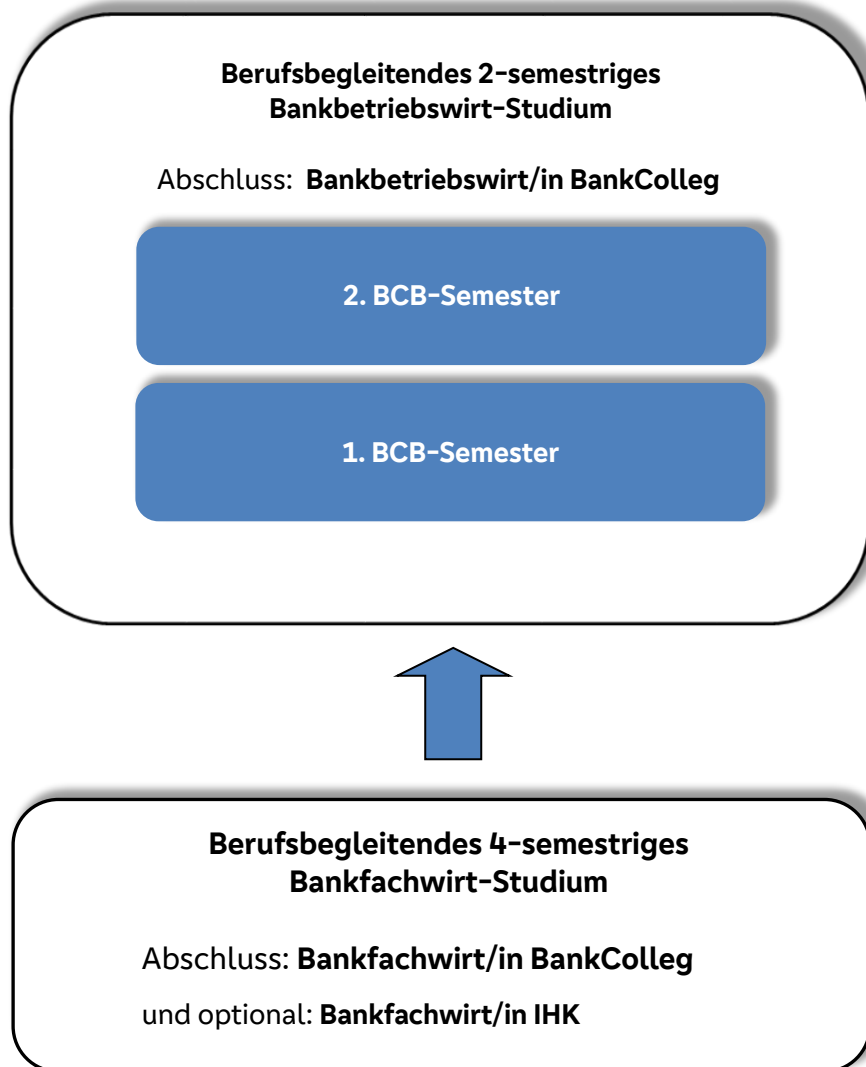 Berufsbegleitendes 2-semestriges
Bankbetriebswirt-Studium
Abschluss: Bankbetriebswirt/in BankColleg
2. BCB-Semester
1. BCB-Semester
Berufsbegleitendes 4-semestriges
Bankfachwirt-Studium
Abschluss: Bankfachwirt/in BankColleg
und optional: Bankfachwirt/in IHK